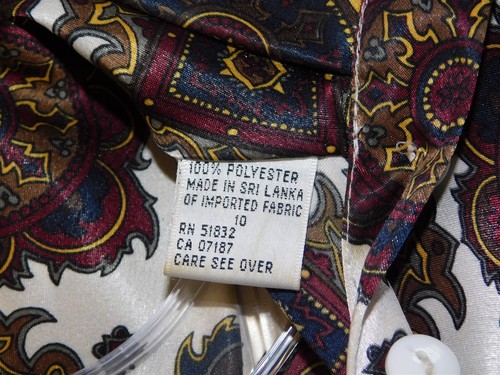 100% POLYESTER
MADE IN SRI LANKA
OF IMPORTED FABRIC
10
RN 51832
CA 07187
CARE SEE OVER